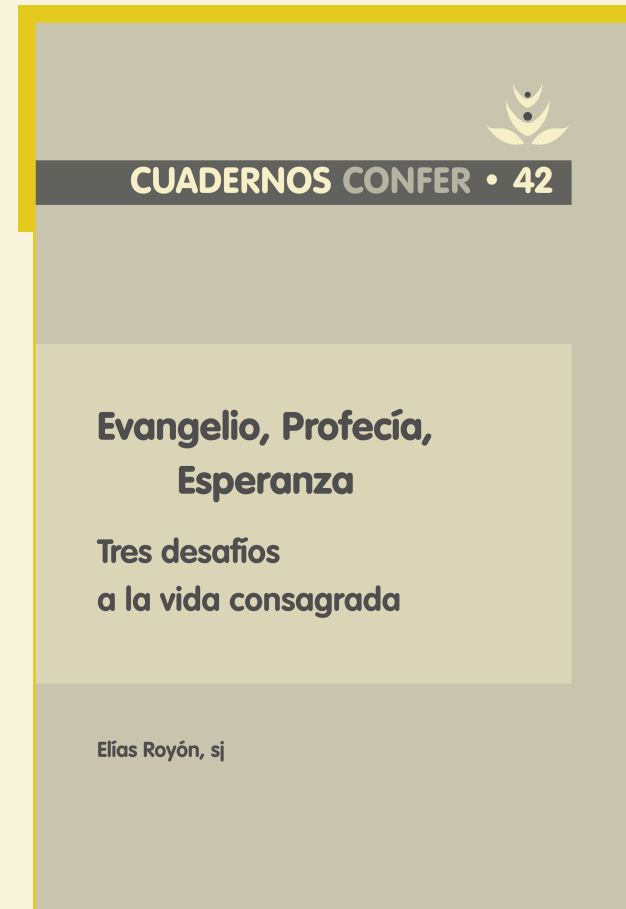 CUADERNOS CONFER • 42
Evangelio, Profecía,
Esperanza
Tres desafíos
a la vida consagrada
Elías Royón, sj